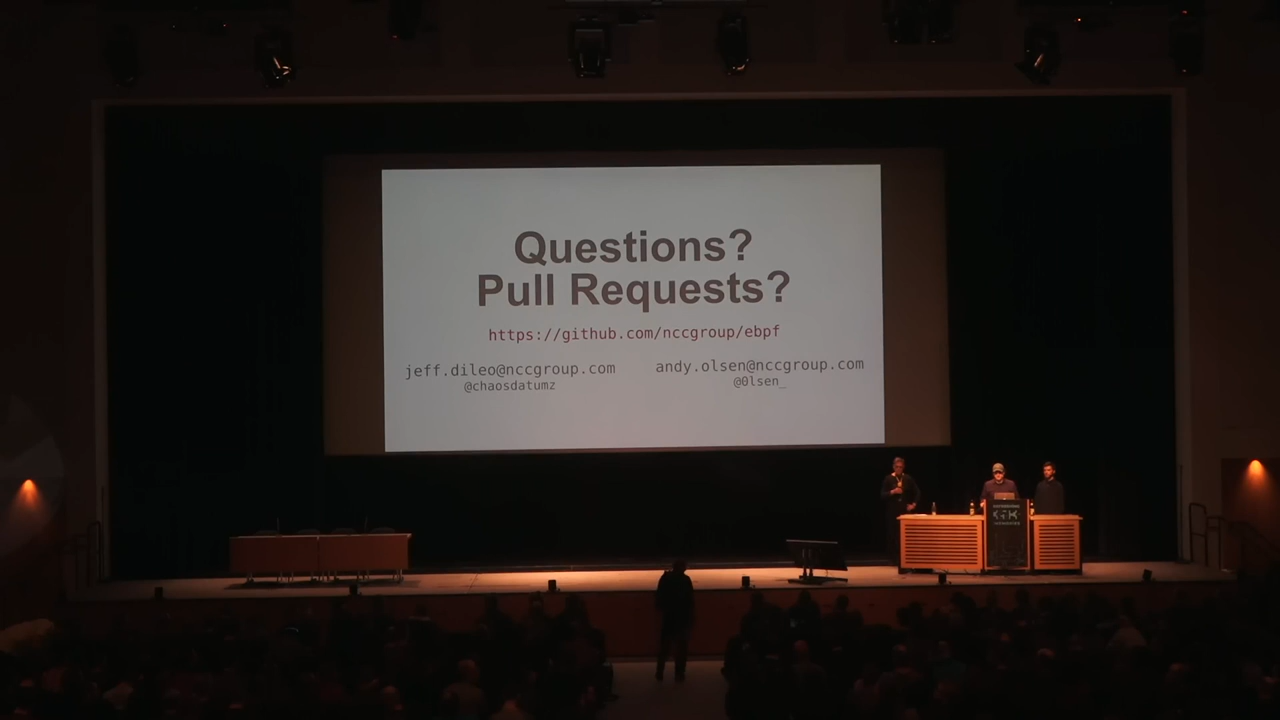 Questions?
Pull Requests?
https://github.com/nccgroup/ebpf
jeff.dileo@nccgroup.com
@chaosdatumz
andy.olsen@nccgroup.com
@0lsen_